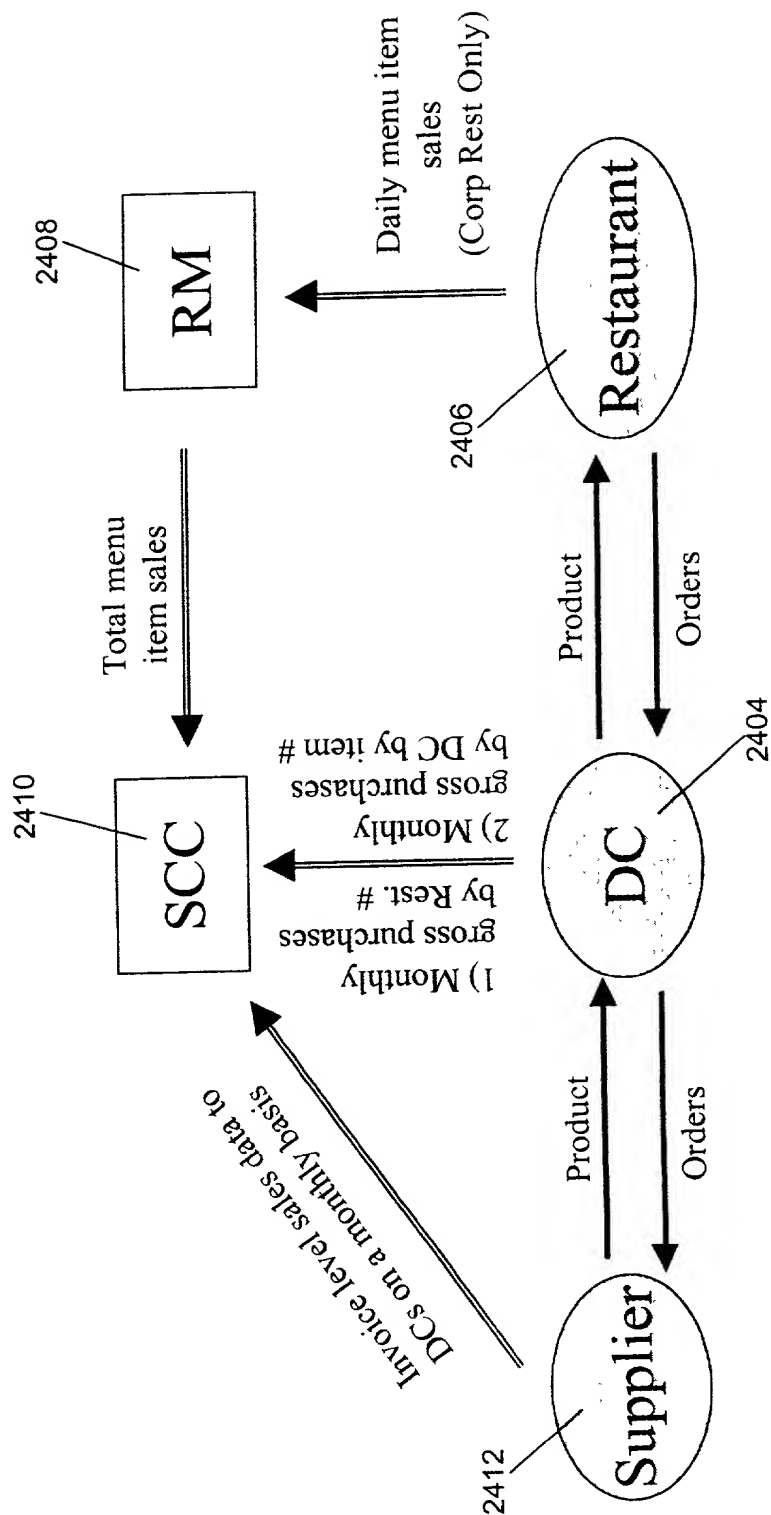 2410
SCC
Total menu
item sales
2408
RM
Invoice level sales data to
DCs on a monthly basis
1) Monthly
gross purchases
by Rest. #
2) Monthly
gross purchases
by DC by item #
Daily menu item
sales
(Corp Rest Only)
2412
Supplier
Product
Orders
DC
2404
Product
Orders
2406
Restaurant